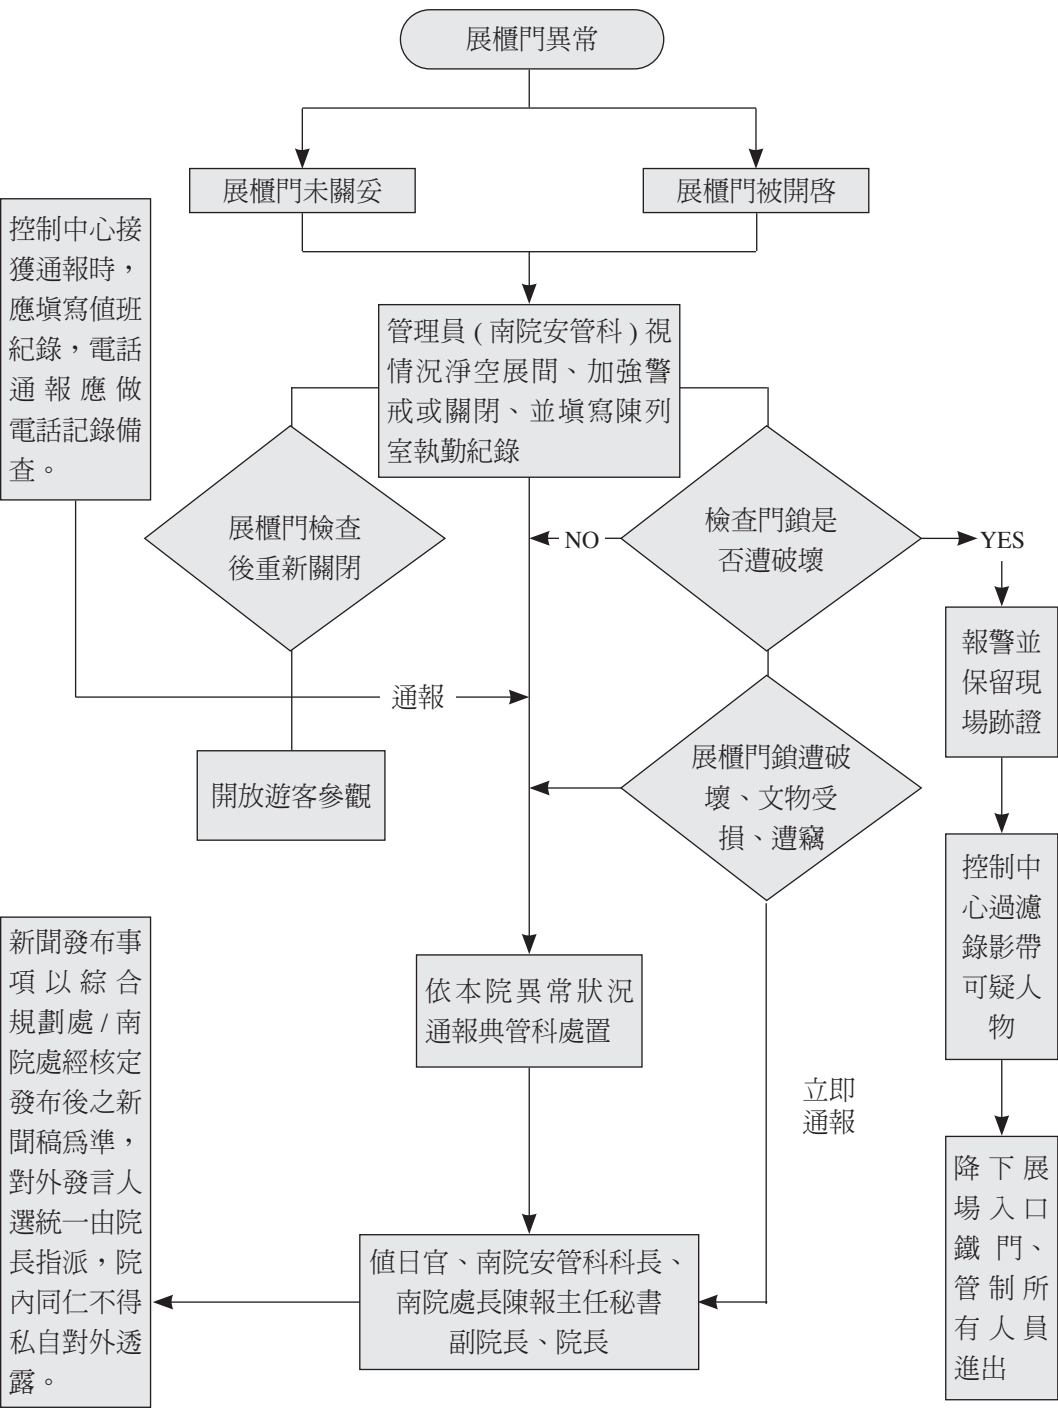 展櫃門異常
展櫃門未關妥
展櫃門被開啓
控制中心接
獲通報時，
應填寫值班
紀錄，電話
通報應做
電話記錄備
查。
管理員(南院安管科)視
情況淨空展間、加強警
戒或關閉、並填寫陳列
室執勤紀錄
展櫃門檢查
後重新關閉
NO
檢查門鎖是
否遭破壞
YES
報警並
保留現
場跡證
通報
開放遊客參觀
展櫃門鎖遭破
壞、文物受
損、遭竊
控制中
心過濾
錄影帶
可疑人
物
新聞發布事
項以綜合
規劃處/南
院處經核定
發布後之新
聞稿爲準，
對外發言人
選統一由院
長指派，院
內同仁不得
私自對外透
露。
依本院異常狀況
通報典管科處置
立即
通報
降下展
場入口
鐵門、
管制所
有人員
進出
值日官、南院安管科科長、
南院處長陳報主任秘書
副院長、院長